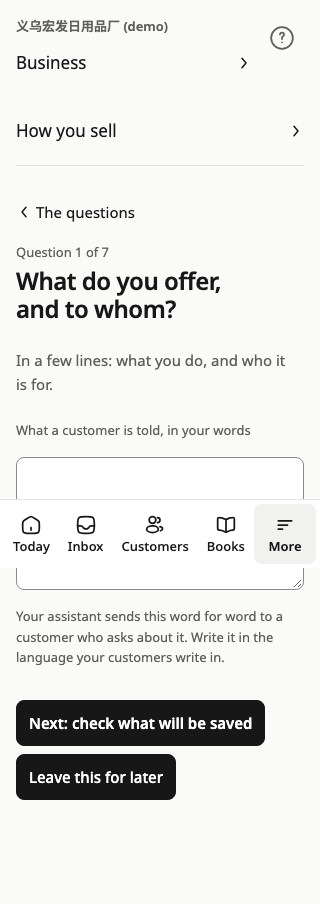 义乌宏发日用品厂 (demo)
Business
How you sell
The questions
Question 1 of 7
What do you offer,
and to whom?
In a few lines: what you do, and who it
is for.
What a customer is told, in your words
Today
Inbox
Customers
Books
More
Your assistant sends this word for word to a
customer who asks about it. Write it in the
language your customers write in.
Next: check what will be saved
Leave this for later